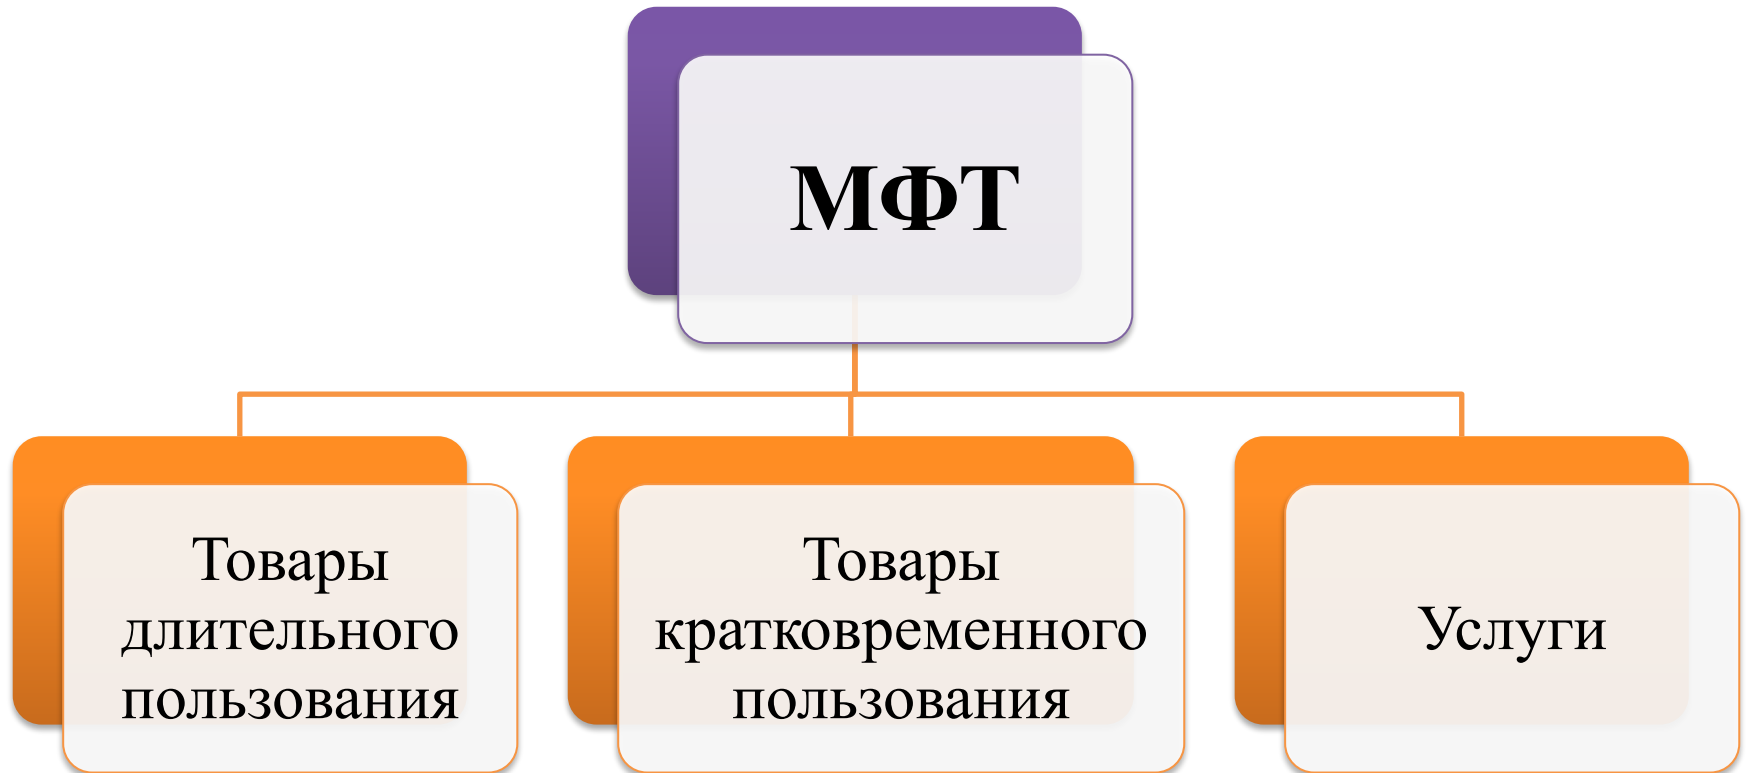 МФТ
Товары
длительного
пользования
Товары
кратковременного
пользования
Услуги